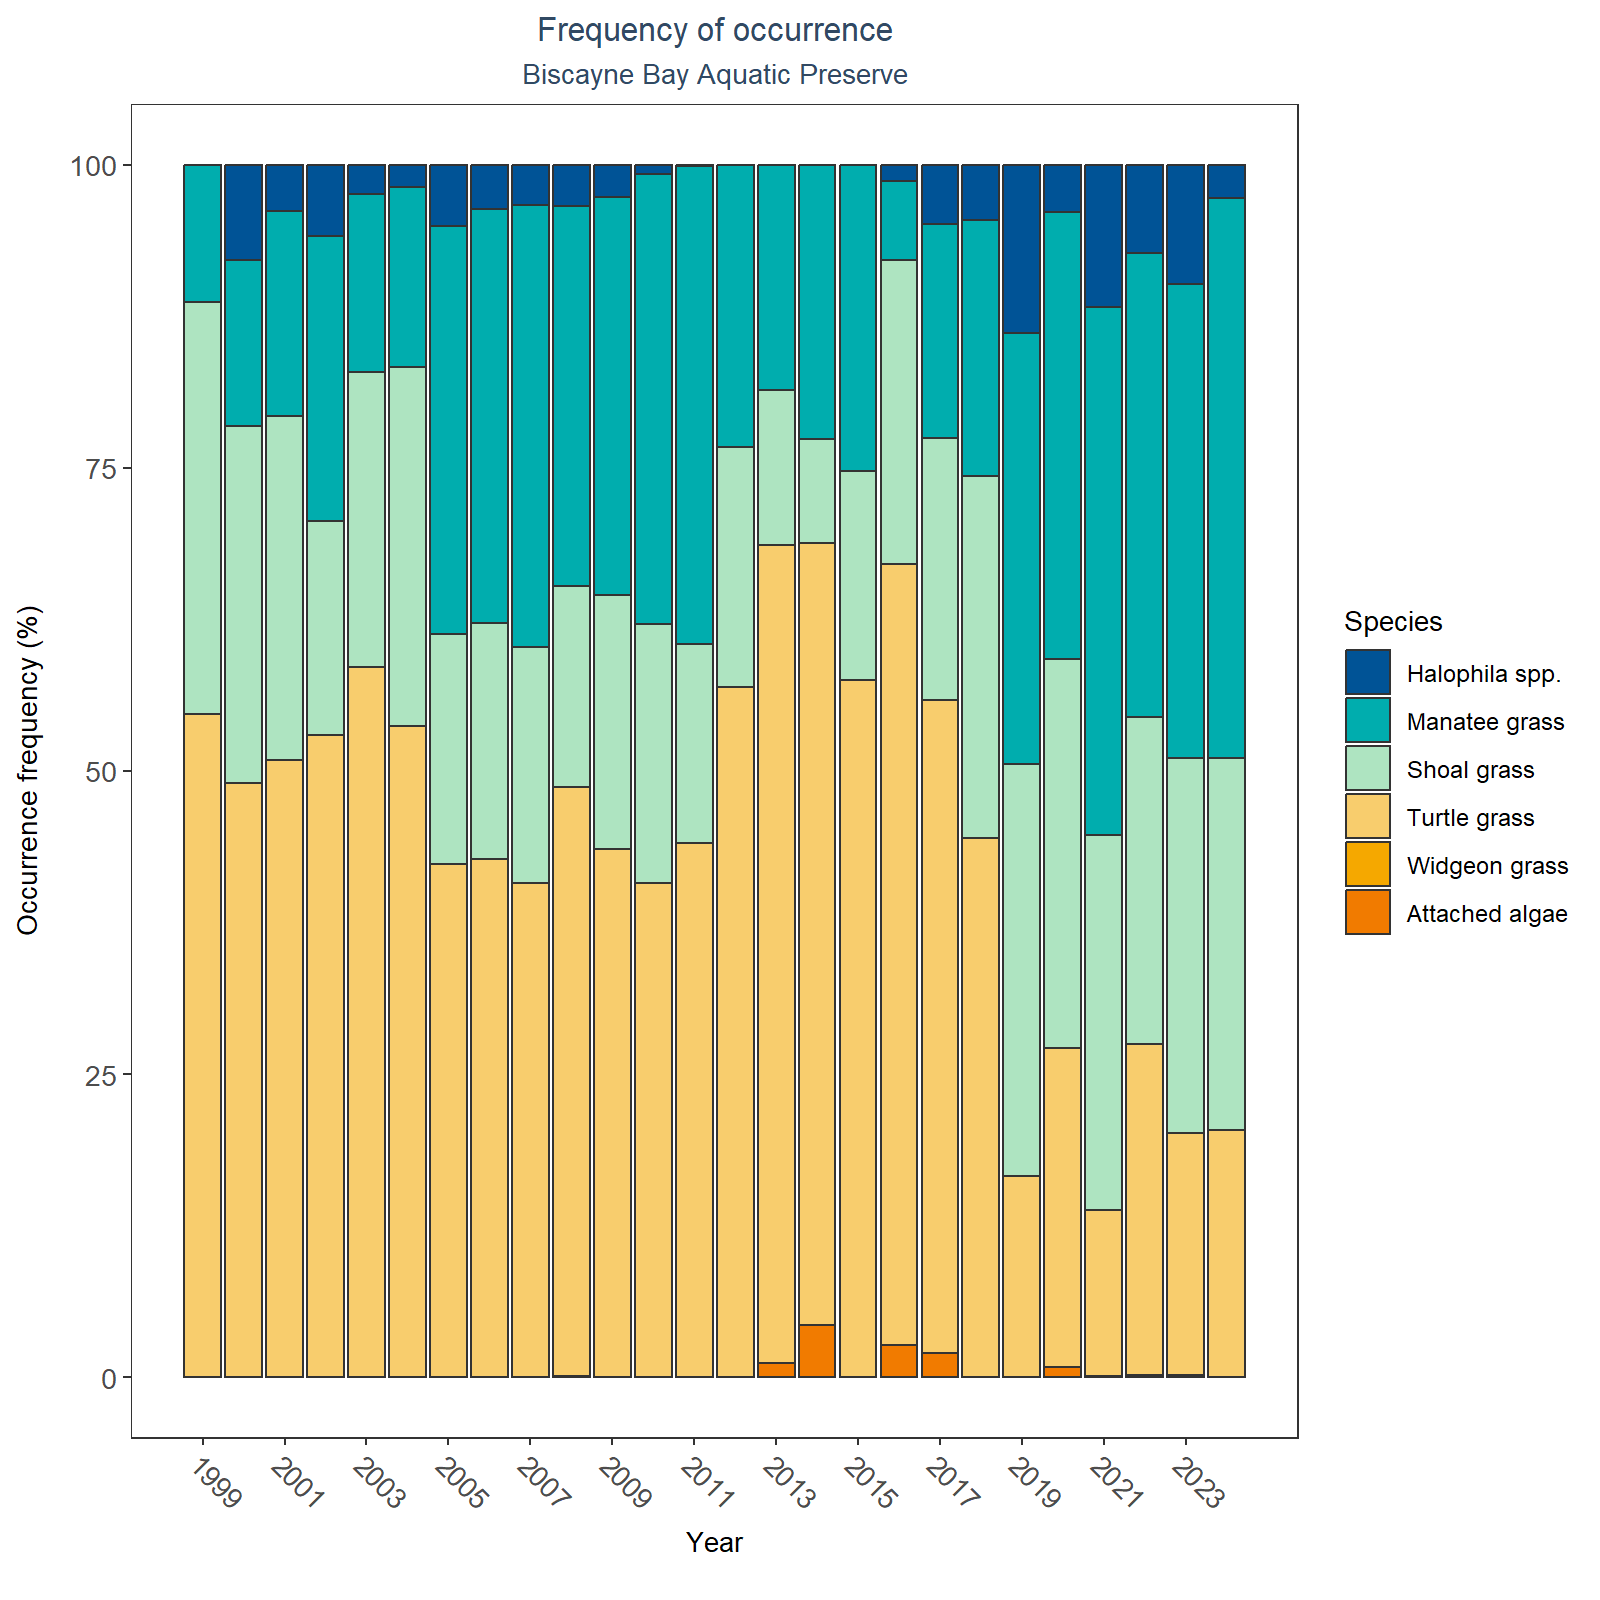 Frequency of occurrence
Biscayne Bay Aquatic Preserve
Occurrence frequency (%)
100
75
50
25
0
1999
2001
2003
2005
2007
2009
2011
2013
2015
2017
2019
2021
2023
Year
Species
Halophila spp.
Manatee grass
Shoal grass
Turtle grass
Widgeon grass
Attached algae